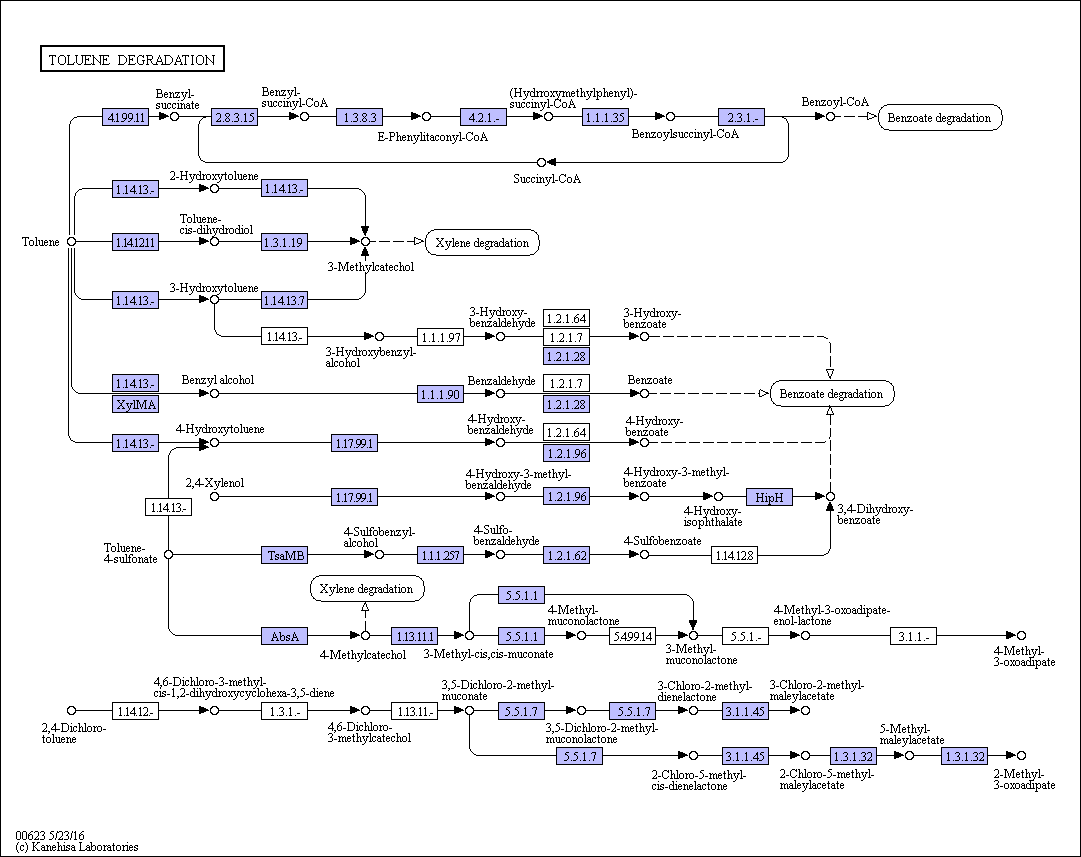 TOLUENE DEGRADATION
Benzyl-
succinate
Benzyl-
succinyl-CoA
(Hydrroxymethylphenyl)-
succinyl-CoA
Benzoyl-CoA
4.1.99.11
2.8.3.15
1.3.8.3
4.2.1.-
1.1.1.35
2.3.1.-
Benzoate degradation
E-Phenylitaconyl-CoA
Benzoylsuccinyl-CoA
Succinyl-CoA
2-Hydroxytoluene
1.14.13.-
1.14.13.-
Toluene-
cis-dihydrodiol
Toluene
1.14.12.11
1.3.1.19
Xylene degradation
3-Methylcatechol
3-Hydroxytoluene
1.14.13.-
1.14.13.7
3-Hydroxy-
benzaldehyde
1.2.1.64
3-Hydroxy-
benzoate
1.14.13.-
1.1.1.97
1.2.1.7
3-Hydroxybenzyl-
alcohol
1.2.1.28
1.14.13.-
Benzyl alcohol
Benzaldehyde
1.2.1.7
Benzoate
1.1.1.90
Benzoate degradation
XylMA
1.2.1.28
4-Hydroxytoluene
4-Hydroxy-
benzaldehyde
1.2.1.64
4-Hydroxy-
benzoate
1.14.13.-
1.17.99.1
1.2.1.96
2,4-Xylenol
4-Hydroxy-3-methyl-
benzaldehyde
4-Hydroxy-3-methyl-
benzoate
1.17.99.1
1.2.1.96
HipH
1.14.13.-
4-Hydroxy-
isophthalate
3,4-Dihydroxy-
benzoate
4-Sulfobenzyl-
alcohol
4-Sulfo-
benzaldehyde
4-Sulfobenzoate
Toluene-
4-sulfonate
TsaMB
1.1.1.257
1.2.1.62
1.14.12.8
Xylene degradation
5.5.1.1
4-Methyl-
muconolactone
4-Methyl-3-oxoadipate-
enol-lactone
AbsA
1.13.11.1
5.5.1.1
5.4.99.14
5.5.1.-
3.1.1.-
4-Methylcatechol
3-Methyl-cis,cis-muconate
3-Methyl-
muconolactone
4-Methyl-
3-oxoadipate
4,6-Dichloro-3-methyl-
cis-1,2-dihydroxycyclohexa-3,5-diene
3,5-Dichloro-2-methyl-
muconate
3-Chloro-2-methyl-
dienelactone
3-Chloro-2-methyl-
maleylacetate
1.14.12.-
1.3.1.-
1.13.11.-
5.5.1.7
5.5.1.7
3.1.1.45
2,4-Dichloro-
toluene
4,6-Dichloro-
3-methylcatechol
3,5-Dichloro-2-methyl-
muconolactone
5-Methyl-
maleylacetate
5.5.1.7
3.1.1.45
1.3.1.32
1.3.1.32
2-Chloro-5-methyl-
cis-dienelactone
2-Chloro-5-methyl-
maleylacetate
2-Methyl-
3-oxoadipate
00623 5/23/16
(c) Kanehisa Laboratories